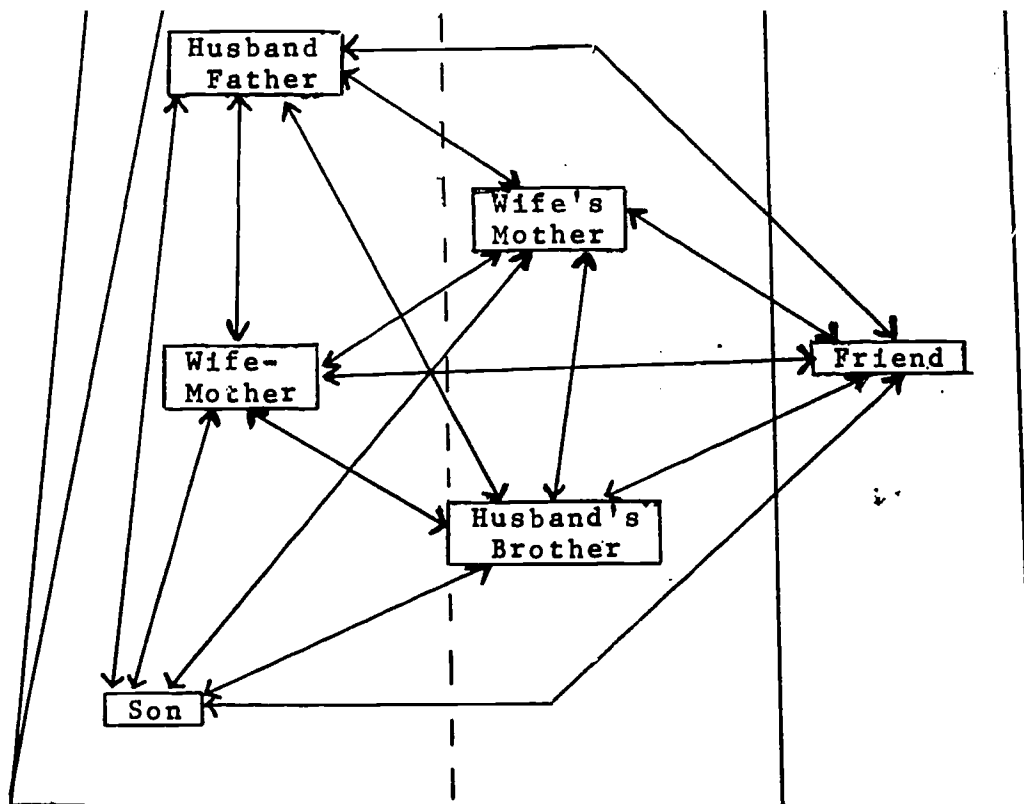 Husband
Father
Wife's
Mother
Wife-
Mother
Friend
Husband's
Brother
Son